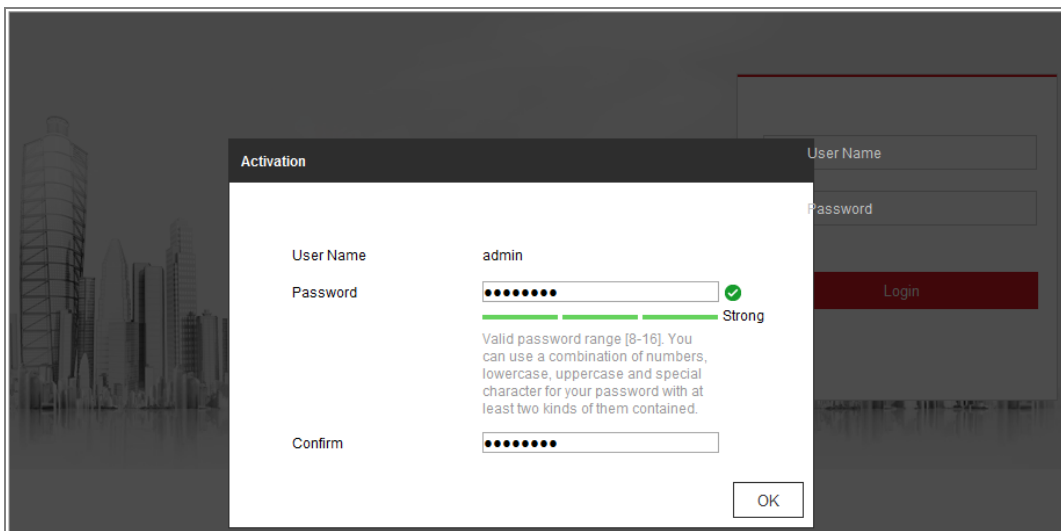 Activation
User Name
Password
Login
User Name admin
Password ●●●●●●●●
Strong
Valid password range [8-16]. You
can use a combination of numbers,
lowercase, uppercase and special
character for your password with at
least two kinds of them contained.
Confirm ●●●●●●●●
OK